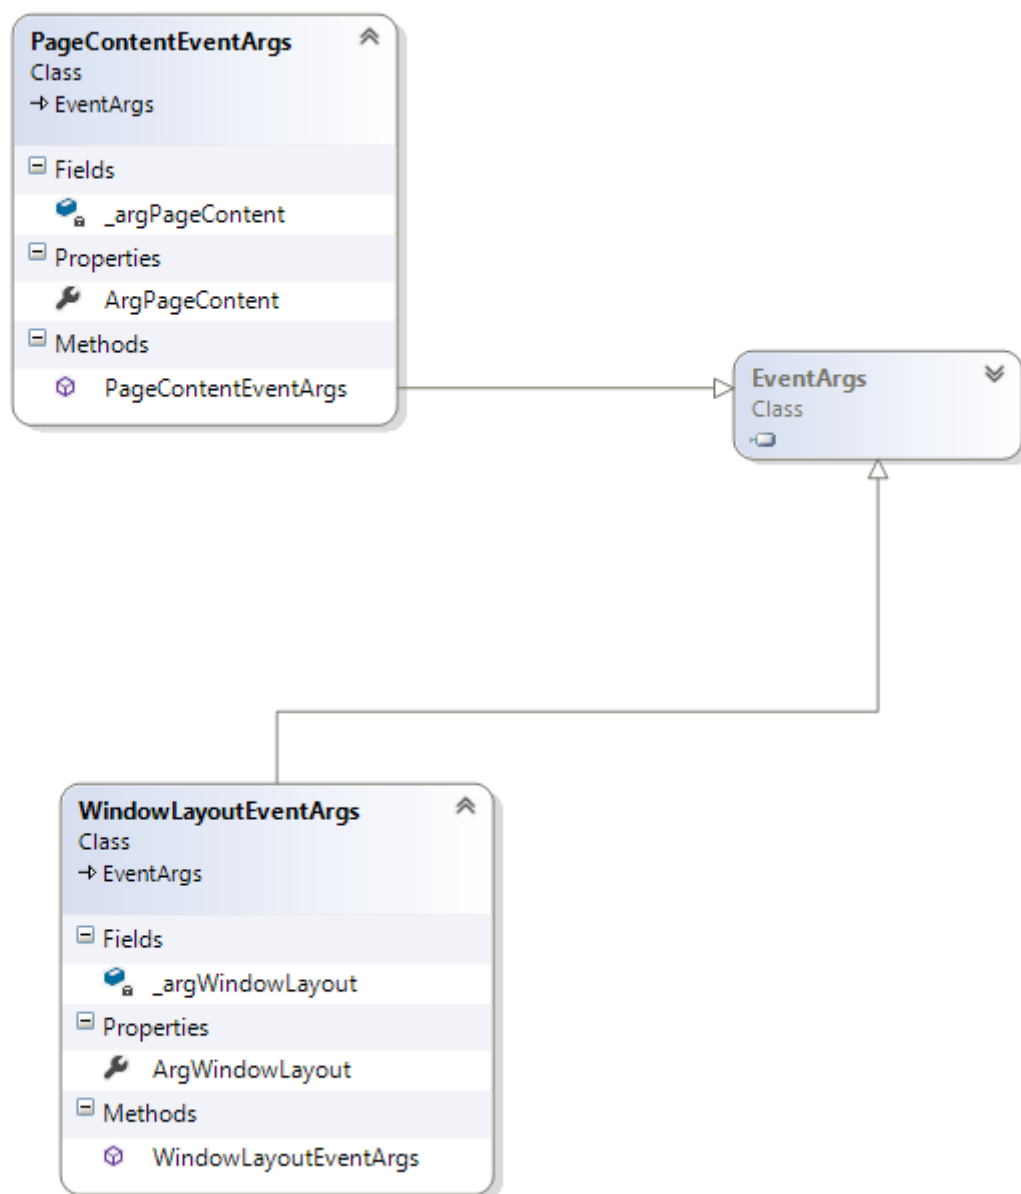 PageContentEventArgs
Class
EventArgs
Fields
_argPageContent
Properties
ArgPageContent
Methods
PageContentEventArgs
EventArgs
Class
WindowLayoutEventArgs
Class
EventArgs
Fields
_argWindowLayout
Properties
ArgWindowLayout
Methods
WindowLayoutEventArgs